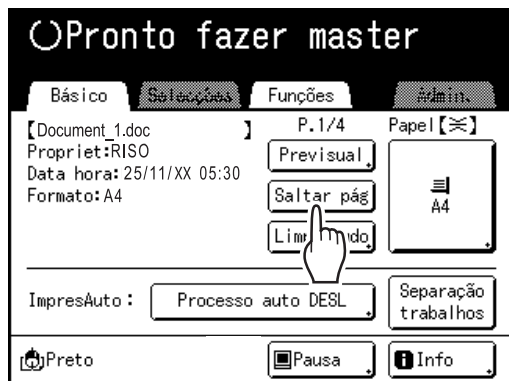 Pronto fazer master
Básico Selecções Funções Admin.
【Document_1.doc 】 P.1/4 Papel【 】
Propriet:RISO Previsual
Data hora:25/11/XX 05:30
Formato:A4 Saltar pág A4
ImpresAuto: Processo auto DESL Separação
trabalhos
Preto Pausa Info